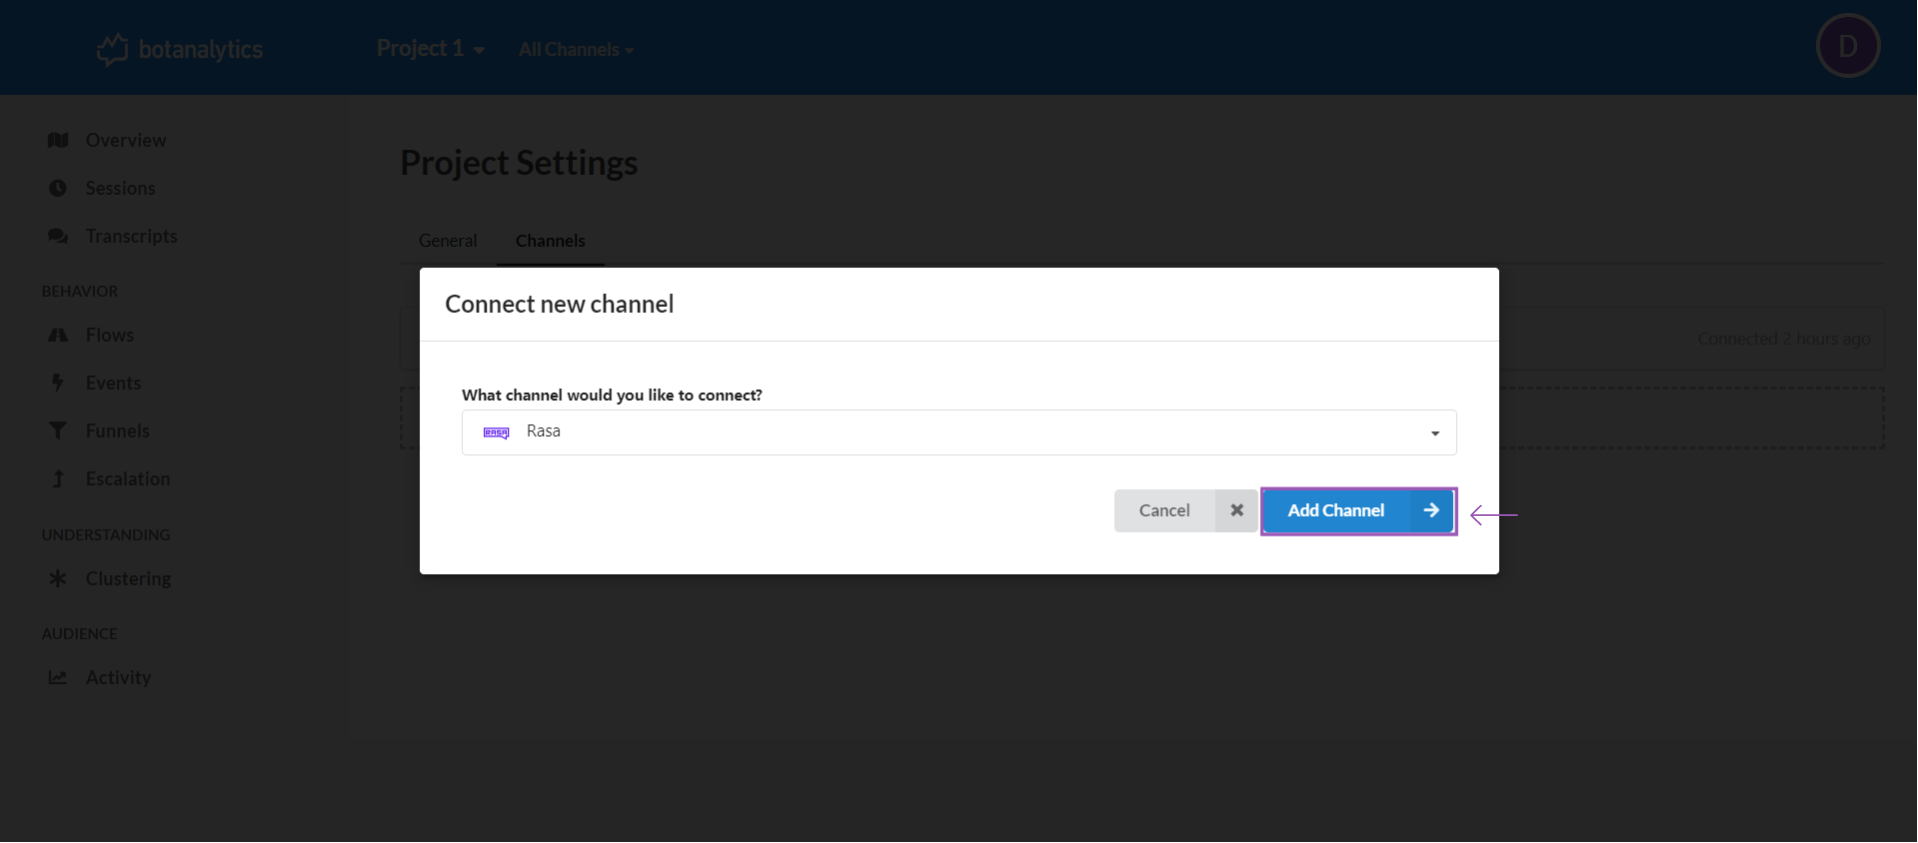 botanalytics
Project 1
All Channels
D
Overview
Sessions
Transcripts
BEHAVIOR
Flows
Events
Funnels
Escalation
UNDERSTANDING
Clustering
AUDIENCE
Activity
Project Settings
General
Channels
Connected 2 hours ago
Connect new channel
What channel would you like to connect?
RASA
Rasa
Cancel
Add Channel